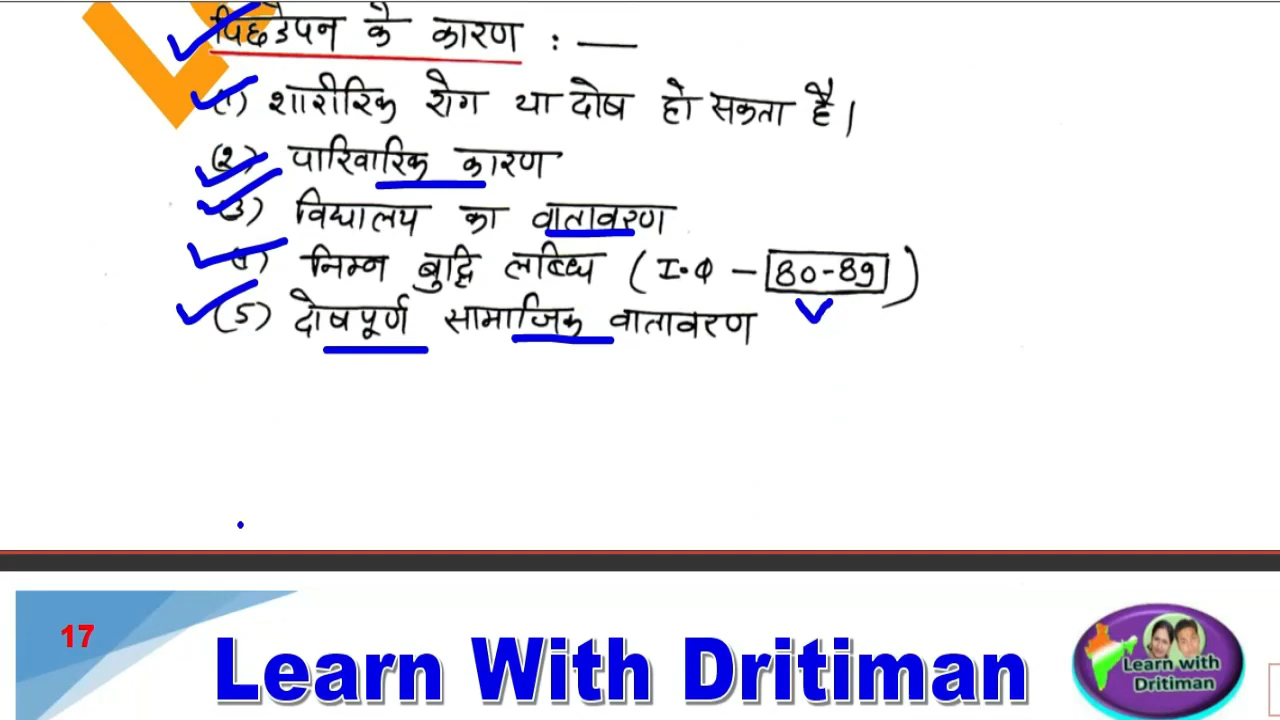 पिछडेपन के कारण : —
(1) शारीरिक रोग या दोष हो सकता है।
(2) पारिवारिक कारण
(3) विद्यालय का वातावरण
(4) निम्न बुद्धि लब्धि (I.Q – 80-89)
(5) दोषपूर्ण सामाजिक वातावरण
17
Learn With Dritiman
Learn with
Dritiman